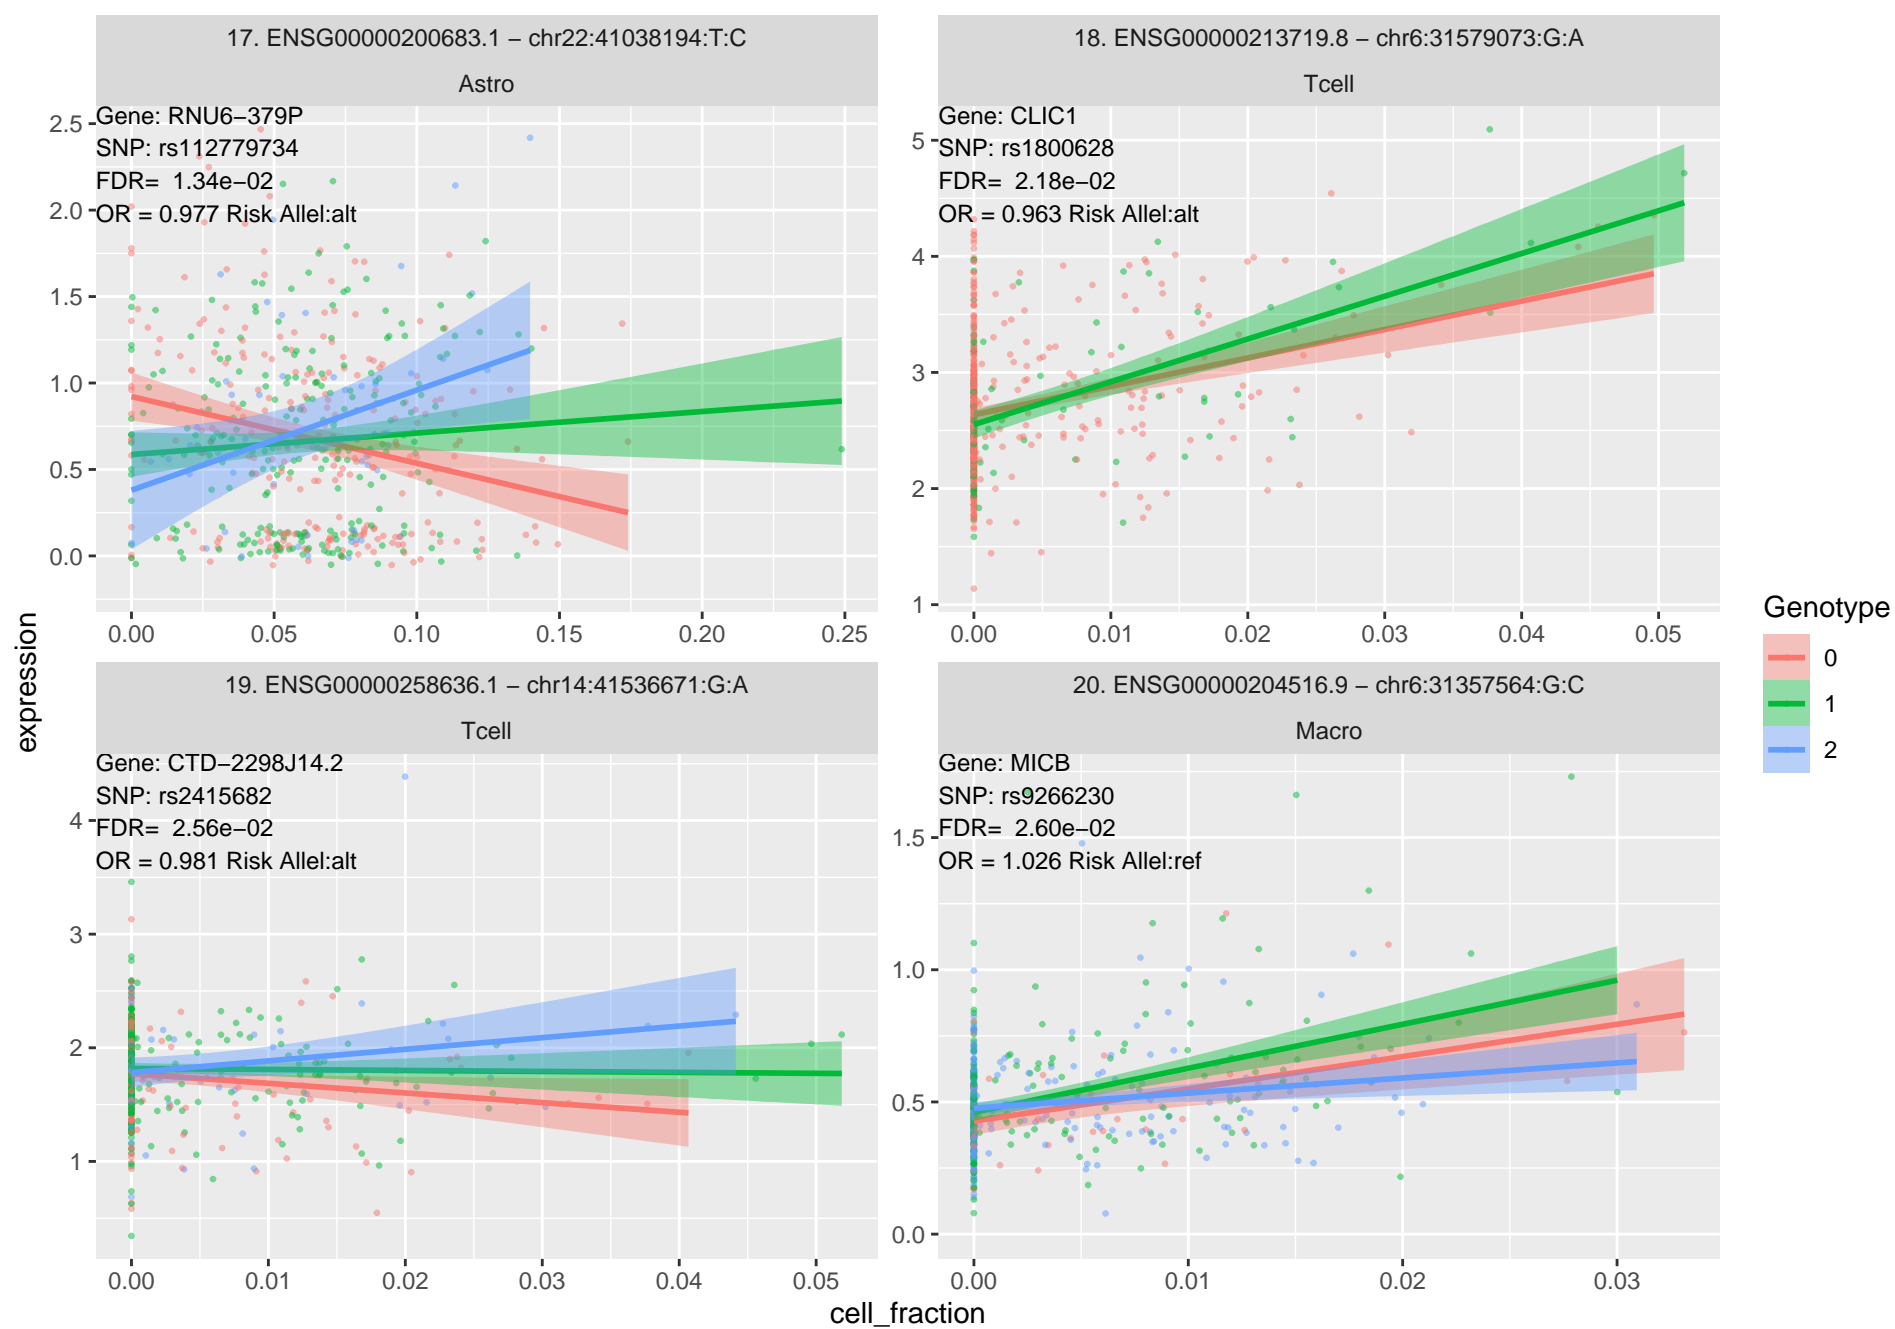 17. ENSG00000200683.1 − chr22:41038194:T:C
Astro
Gene: RNU6−379P
SNP: rs112779734
FDR= 1.34e−02
OR = 0.977 Risk Allel:alt
2.5
2.0
1.5
1.0
0.5
0.0
0.00 0.05 0.10 0.15 0.20 0.25
18. ENSG00000213719.8 − chr6:31579073:G:A
Tcell
Gene: CLIC1
SNP: rs1800628
FDR= 2.18e−02
OR = 0.963 Risk Allel:alt
5
4
3
2
1
0.00 0.01 0.02 0.03 0.04 0.05
19. ENSG00000258636.1 − chr14:41536671:G:A
Tcell
Gene: CTD−2298J14.2
SNP: rs2415682
FDR= 2.56e−02
OR = 0.981 Risk Allel:alt
4
3
2
1
0.00 0.01 0.02 0.03 0.04 0.05
20. ENSG00000204516.9 − chr6:31357564:G:C
Macro
Gene: MICB
SNP: rs9266230
FDR= 2.60e−02
OR = 1.026 Risk Allel:ref
1.5
1.0
0.5
0.0
0.00 0.01 0.02 0.03
expression
cell_fraction
Genotype
0
1
2